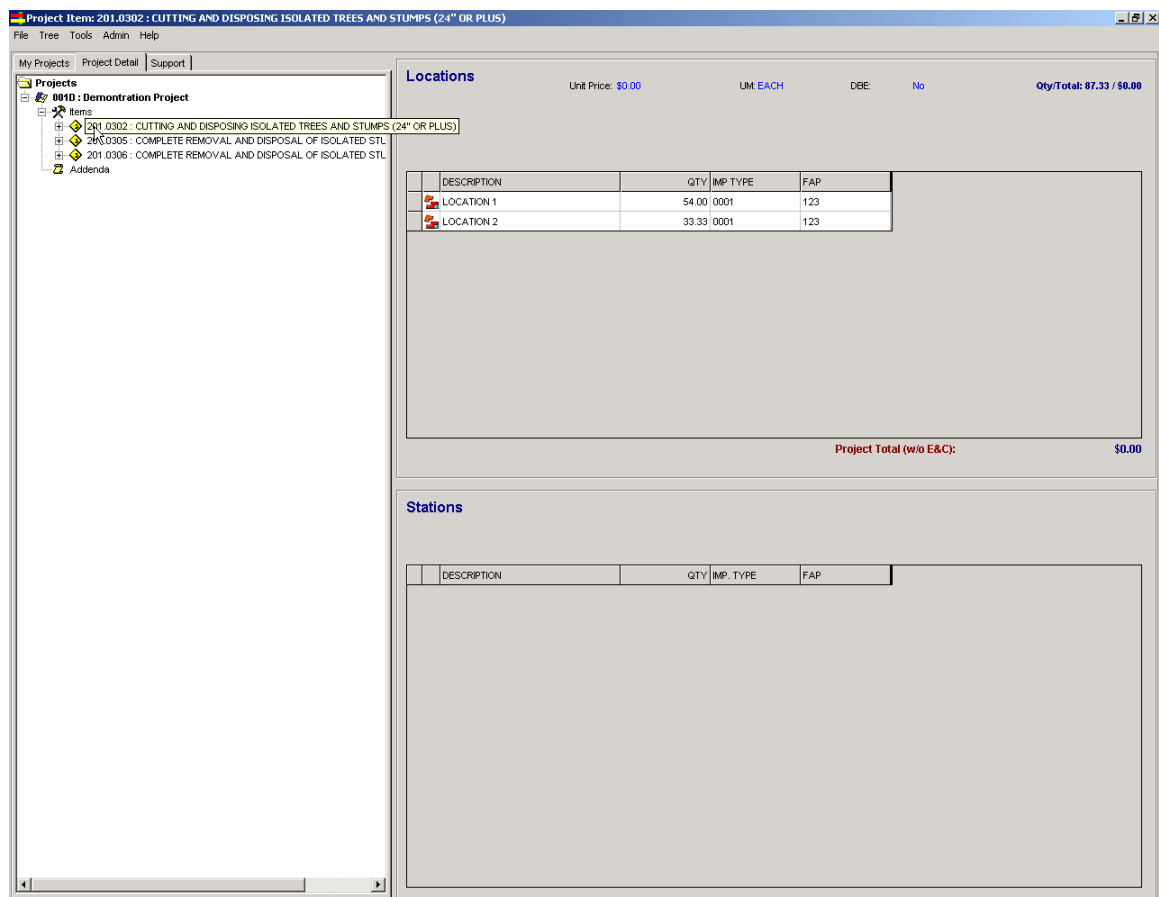 Project Item: 201.0302 : CUTTING AND DISPOSING ISOLATED TREES AND STUMPS (24" OR PLUS)
File Tree Tools Admin Help
My Projects Project Detail Support
Projects
001D : Demontration Project
Items
201.0302 : CUTTING AND DISPOSING ISOLATED TREES AND STUMPS (24" OR PLUS)
201.0305 : COMPLETE REMOVAL AND DISPOSAL OF ISOLATED STU
201.0306 : COMPLETE REMOVAL AND DISPOSAL OF ISOLATED STU
Addenda
Locations
Unit Price: $0.00 UM: EACH DBE: No Qty/Total: 87.33 / $0.00
DESCRIPTION QTY IMP TYPE FAP
LOCATION 1 54.00 0001 123
LOCATION 2 33.33 0001 123
Project Total (w/o E&C): $0.00
Stations
DESCRIPTION QTY IMP. TYPE FAP